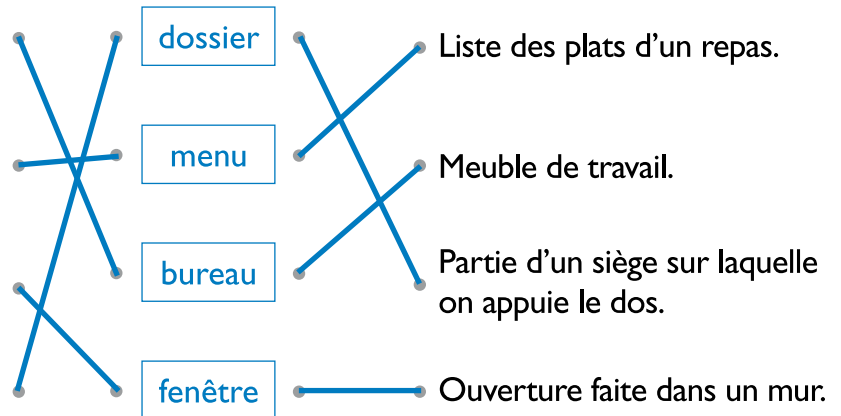 dossier
Liste des plats d’un repas.
menu
Meuble de travail.
bureau
Partie d’un siège sur laquelle
on appuie le dos.
fenêtre
Ouverture faite dans un mur.